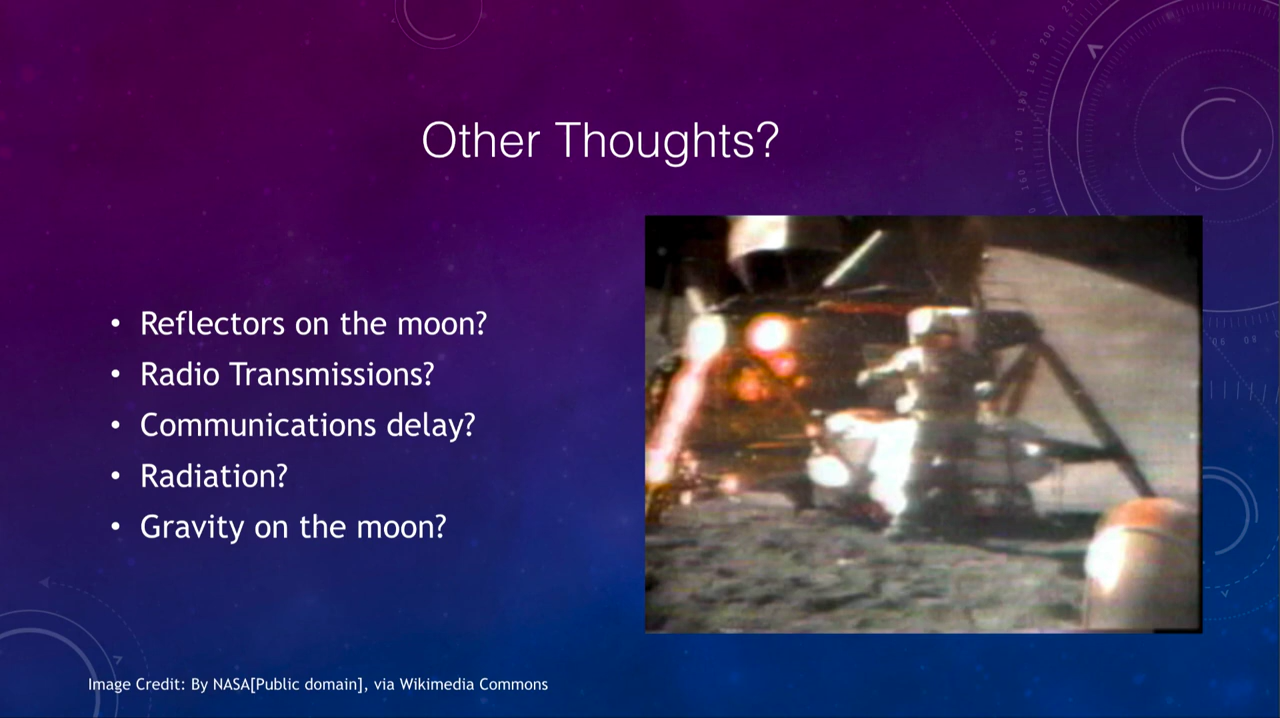 Other Thoughts?
• Reflectors on the moon?
• Radio Transmissions?
• Communications delay?
• Radiation?
• Gravity on the moon?
Image Credit: By NASA[Public domain], via Wikimedia Commons